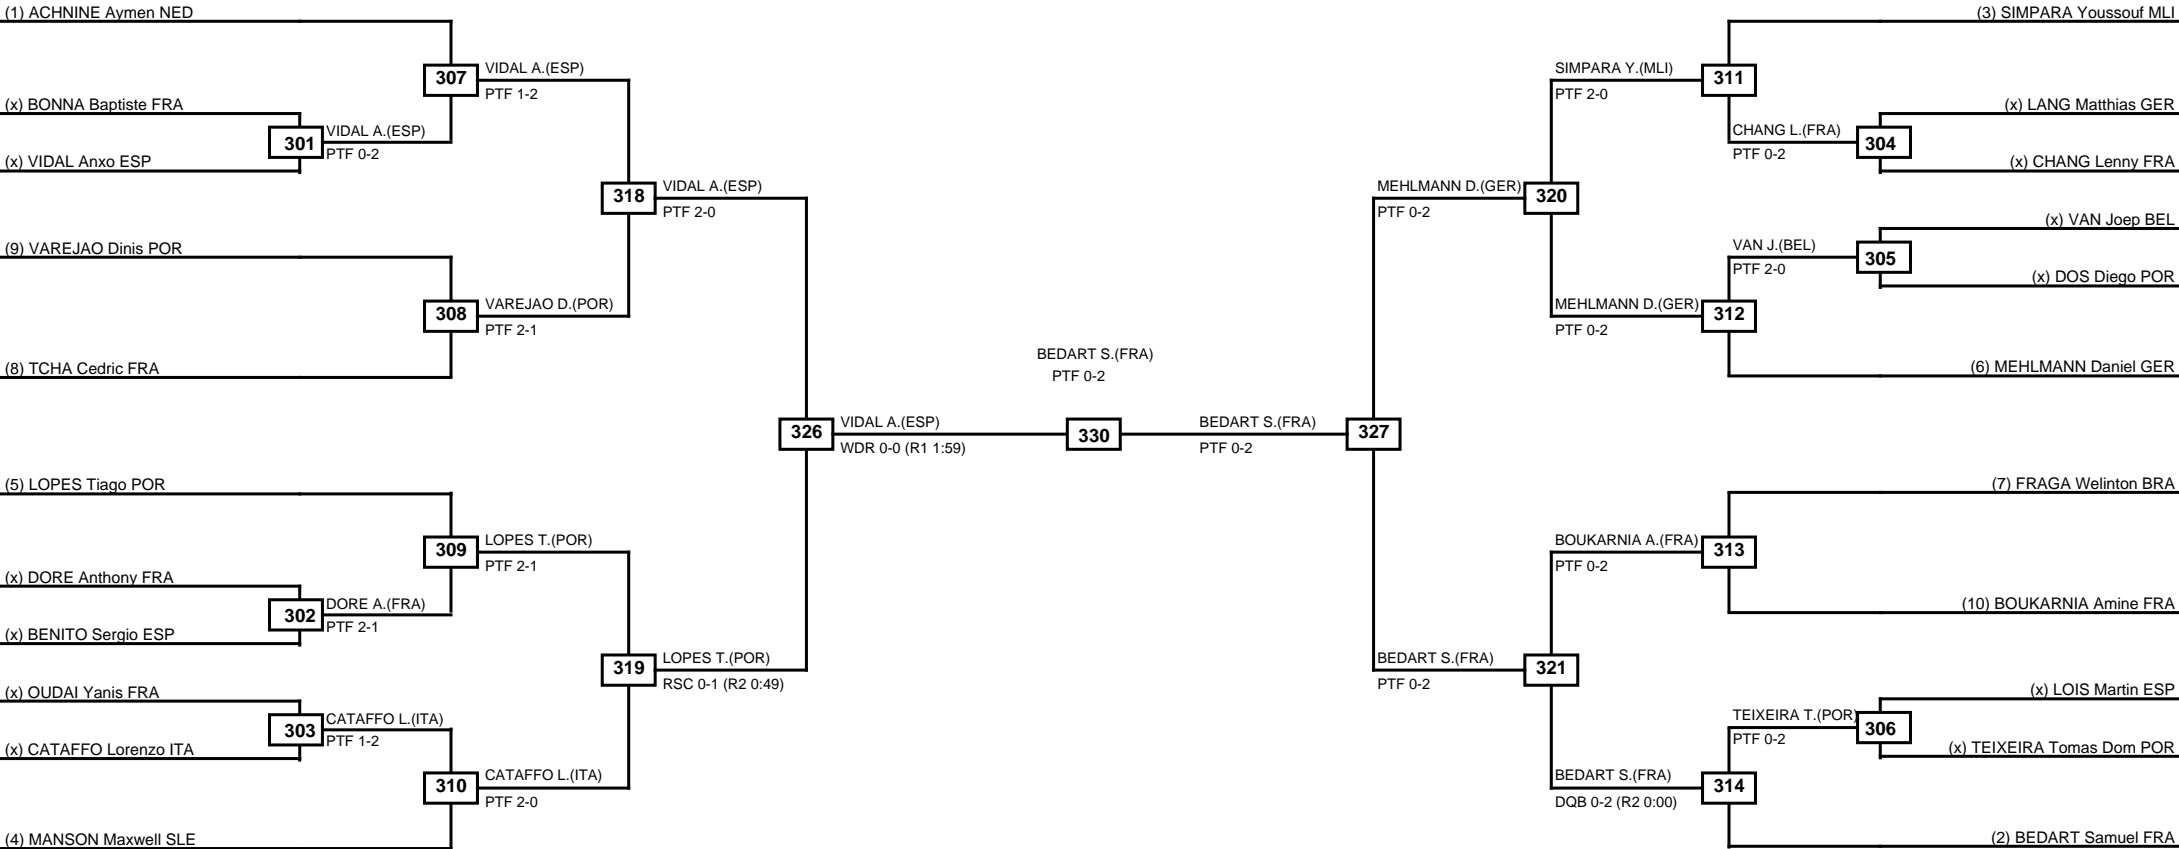 (1) ACHNINE Aymen NED
307
VIDAL A.(ESP)
PTF 1-2
(x) BONNA Baptiste FRA
301
VIDAL A.(ESP)
PTF 0-2
(x) VIDAL Anxo ESP
318
VIDAL A.(ESP)
PTF 2-0
(9) VAREJAO Dinis POR
308
VAREJAO D.(POR)
PTF 2-1
(8) TCHA Cedric FRA
326
VIDAL A.(ESP)
WDR 0-0 (R1 1:59)
(5) LOPES Tiago POR
309
LOPES T.(POR)
PTF 2-1
(x) DORE Anthony FRA
302
DORE A.(FRA)
PTF 2-1
(x) BENITO Sergio ESP
319
LOPES T.(POR)
RSC 0-1 (R2 0:49)
(x) OUDAI Yanis FRA
303
CATAFFO L.(ITA)
PTF 1-2
(x) CATAFFO Lorenzo ITA
310
CATAFFO L.(ITA)
PTF 2-0
(4) MANSON Maxwell SLE
BEDART S.(FRA)
PTF 0-2
330
(3) SIMPARA Youssouf MLI
SIMPARA Y.(MLI)
311
PTF 2-0
(x) LANG Matthias GER
CHANG L.(FRA)
304
PTF 0-2
(x) CHANG Lenny FRA
MEHLMANN D.(GER)
320
PTF 0-2
(x) VAN Joep BEL
VAN J.(BEL)
305
PTF 2-0
(x) DOS Diego POR
MEHLMANN D.(GER)
312
PTF 0-2
(6) MEHLMANN Daniel GER
BEDART S.(FRA)
327
PTF 0-2
(7) FRAGA Welinton BRA
BOUKARNIA A.(FRA)
313
PTF 0-2
(10) BOUKARNIA Amine FRA
BEDART S.(FRA)
321
PTF 0-2
(x) LOIS Martin ESP
TEIXEIRA T.(POR)
306
PTF 0-2
(x) TEIXEIRA Tomas Dom POR
BEDART S.(FRA)
314
DQB 0-2 (R2 0:00)
(2) BEDART Samuel FRA